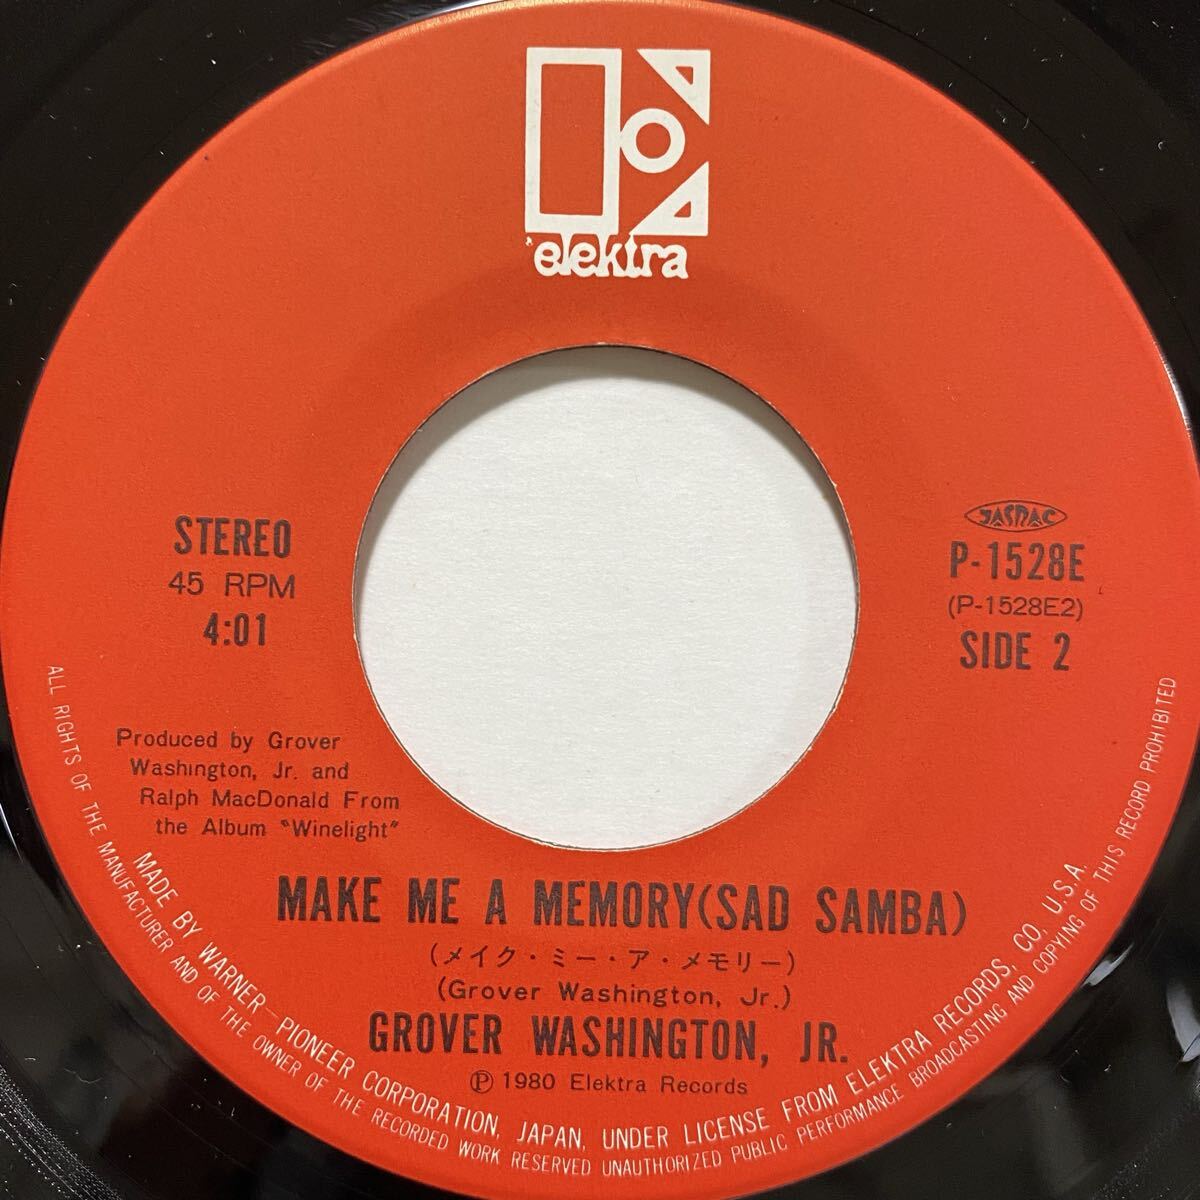 elektra
STEREO
45 RPM
4:01
JASRAC
P-1528E
(P-1528E2)
SIDE 2
Produced by Grover
Washington, Jr. and
Ralph MacDonald From
the Album "Winelight"
MAKE ME A MEMORY(SAD SAMBA)
(メイク・ミー・ア・メモリー)
(Grover Washington, Jr.)
GROVER WASHINGTON, JR.
Ⓟ 1980 Elektra Records
MADE BY WARNER-PIONEER CORPORATION, JAPAN, UNDER LICENSE FROM ELEKTRA RECORDS, CO, U.S.A.
ALL RIGHTS OF THE MANUFACTURER AND OF THE OWNER OF THE RECORDED WORK RESERVED UNAUTHORIZED PUBLIC PERFORMANCE BROADCASTING AND COPYING OF THIS RECORD PROHIBITED